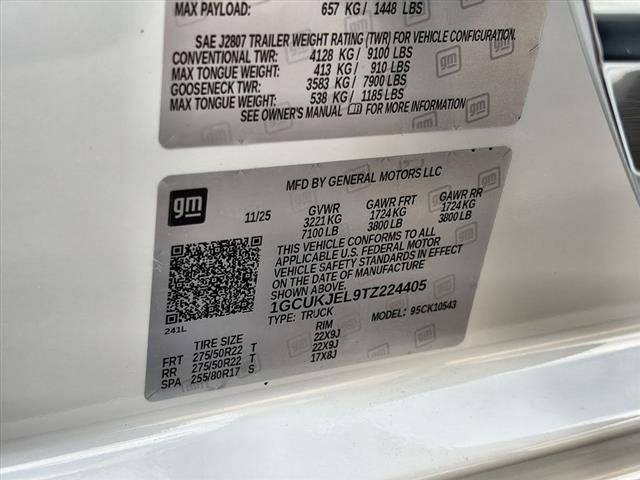 MAX PAYLOAD: 657 KG / 1448 LBS
SAE J2807 TRAILER WEIGHT RATING (TWR) FOR VEHICLE CONFIGURATION.
CONVENTIONAL TWR: 4128 KG / 9100 LBS
MAX TONGUE WEIGHT: 413 KG / 910 LBS
GOOSENECK TWR: 3583 KG / 7900 LBS
MAX TONGUE WEIGHT: 538 KG / 1185 LBS
SEE OWNER'S MANUAL FOR MORE INFORMATION
gm
MFD BY GENERAL MOTORS LLC
11/25 GVWR GAWR FRT GAWR RR
3221 KG 1724 KG 1724 KG
7100 LB 3800 LB 3800 LB
THIS VEHICLE CONFORMS TO ALL
APPLICABLE U.S. FEDERAL MOTOR
VEHICLE SAFETY STANDARDS IN EFFECT ON
THE DATE OF MANUFACTURE
1GCUKJEL9TZ224405
TYPE: TRUCK MODEL: 95CK10543
241L
TIRE SIZE RIM
FRT 275/50R22 T 22X9J
RR 275/50R22 T 22X9J
SPA 255/80R17 S 17X8J